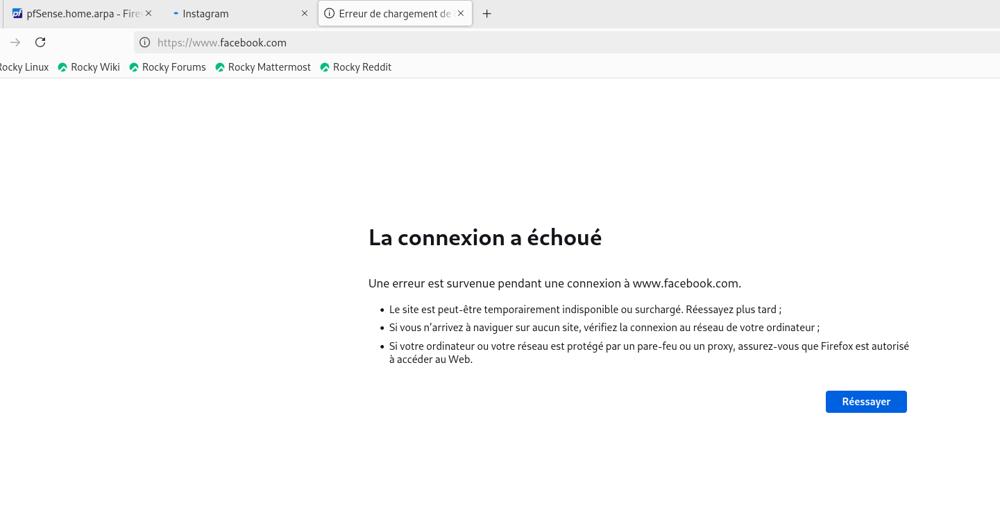 pfSense.home.arpa - Fire
Instagram
Erreur de chargement de
https://www.facebook.com
Rocky Linux
Rocky Wiki
Rocky Forums
Rocky Mattermost
Rocky Reddit
La connexion a échoué
Une erreur est survenue pendant une connexion à www.facebook.com.
• Le site est peut-être temporairement indisponible ou surchargé. Réessayez plus tard ;
• Si vous n’arrivez à naviguer sur aucun site, vérifiez la connexion au réseau de votre ordinateur ;
• Si votre ordinateur ou votre réseau est protégé par un pare-feu ou un proxy, assurez-vous que Firefox est autorisé
à accéder au Web.
Réessayer